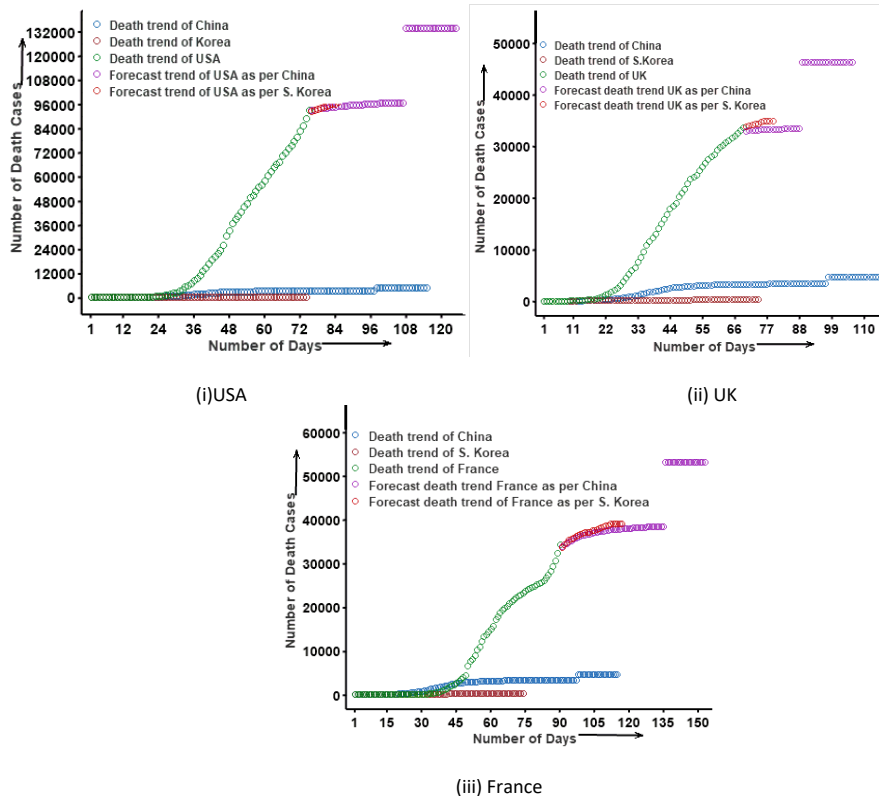 Death trend of China
Death trend of Korea
Death trend of USA
Forecast trend of USA as per China
Forecast trend of USA as per S. Korea
Number of Death Cases
132000
120000
108000
96000
84000
72000
60000
48000
36000
24000
12000
0
1 12 24 36 48 60 72 84 96 108 120
Number of Days
(i)USA
Death trend of China
Death trend of S.Korea
Death trend of UK
Forecast death trend UK as per China
Forecast death trend UK as per S. Korea
Number of Death Cases
50000
40000
30000
20000
10000
0
1 11 22 33 44 55 66 77 88 99 110
Number of Days
(ii) UK
Death trend of China
Death trend of S. Korea
Death trend of France
Forecast death trend France as per China
Forecast death trend of France as per S. Korea
Number of Death Cases
60000
50000
40000
30000
20000
10000
0
1 15 30 45 60 75 90 105 120 135 150
Number of Days
(iii) France